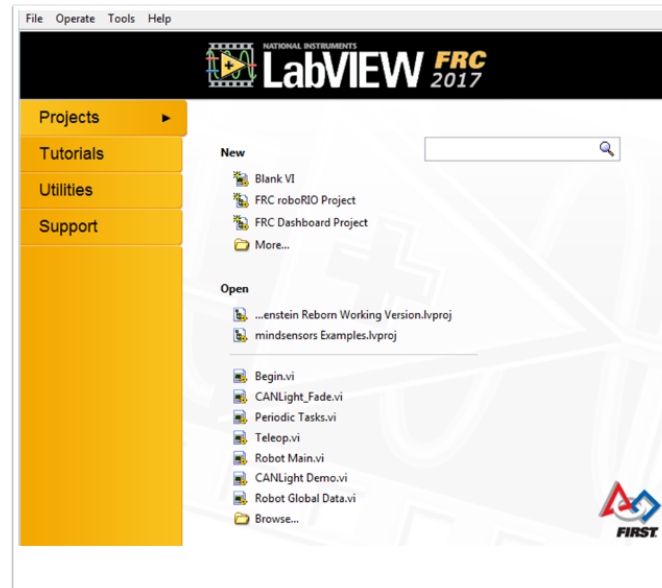 File Operate Tools Help
NATIONAL INSTRUMENTS
LabVIEW FRC 2017
Projects
Tutorials
Utilities
Support
New
Blank VI
FRC roboRIO Project
FRC Dashboard Project
More...
Open
...enstein Reborn Working Version.lvproj
mindsensors Examples.lvproj
Begin.vi
CANLight_Fade.vi
Periodic Tasks.vi
Teleop.vi
Robot Main.vi
CANLight Demo.vi
Robot Global Data.vi
Browse...
FIRST